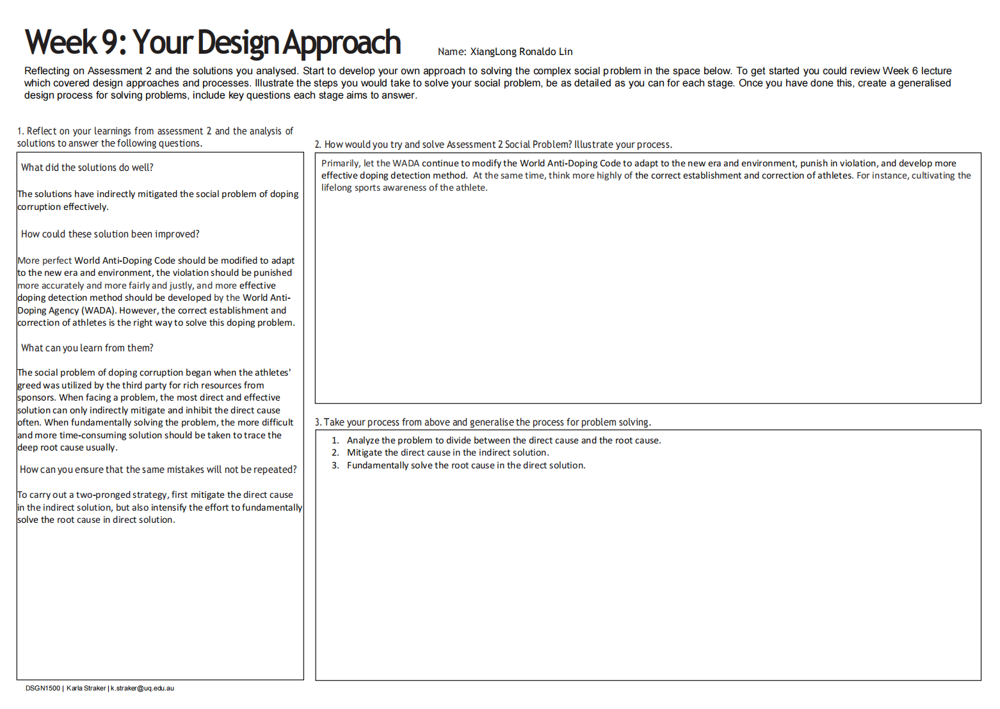 Week 9: Your Design Approach
Name: XiangLong Ronaldo Lin
Reflecting on Assessment 2 and the solutions you analysed. Start to develop your own approach to solving the complex social problem in the space below. To get started you could review Week 6 lecture
which covered design approaches and processes. Illustrate the steps you would take to solve your social problem, be as detailed as you can for each stage. Once you have done this, create a generalised
design process for solving problems, include key questions each stage aims to answer.
1. Reflect on your learnings from assessment 2 and the analysis of
solutions to answer the following questions.
What did the solutions do well?
The solutions have indirectly mitigated the social problem of doping
corruption effectively.
How could these solution been improved?
More perfect World Anti-Doping Code should be modified to adapt
to the new era and environment, the violation should be punished
more accurately and more fairly and justly, and more effective
doping detection method should be developed by the World Anti-
Doping Agency (WADA). However, the correct establishment and
correction of athletes is the right way to solve this doping problem.
What can you learn from them?
The social problem of doping corruption began when the athletes'
greed was utilized by the third party for rich resources from
sponsors. When facing a problem, the most direct and effective
solution can only indirectly mitigate and inhibit the direct cause
often. When fundamentally solving the problem, the more difficult
and more time-consuming solution should be taken to trace the
deep root cause usually.
How can you ensure that the same mistakes will not be repeated?
To carry out a two-pronged strategy, first mitigate the direct cause
in the indirect solution, but also intensify the effort to fundamentally
solve the root cause in direct solution.
2. How would you try and solve Assessment 2 Social Problem? Illustrate your process.
Primarily, let the WADA continue to modify the World Anti-Doping Code to adapt to the new era and environment, punish in violation, and develop more
effective doping detection method. At the same time, think more highly of the correct establishment and correction of athletes. For instance, cultivating the
lifelong sports awareness of the athlete.
3. Take your process from above and generalise the process for problem solving.
1. Analyze the problem to divide between the direct cause and the root cause.
2. Mitigate the direct cause in the indirect solution.
3. Fundamentally solve the root cause in the direct solution.
DSGN1500 | Karla Straker | k.straker@uq.edu.au